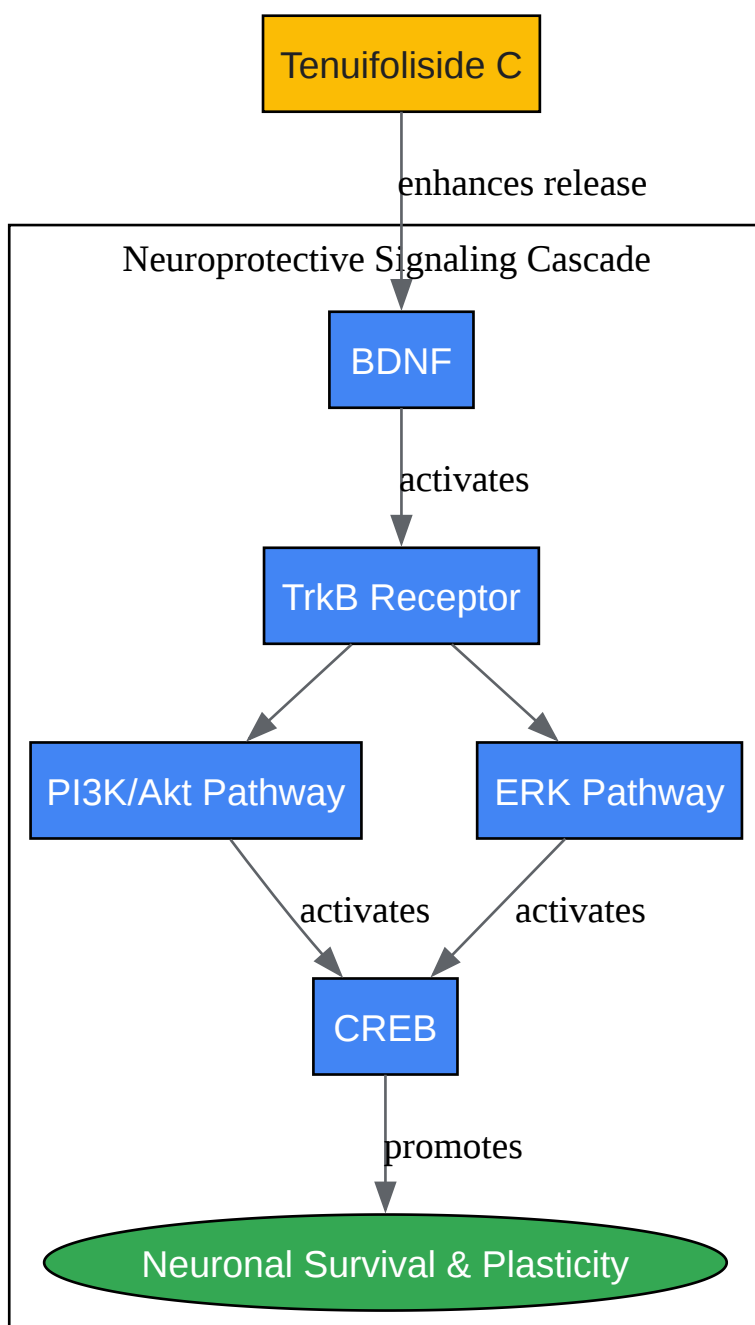 Tenuifoliside C
enhances release
Neuroprotective Signaling Cascade
BDNF
activates
TrkB Receptor
PI3K/Akt Pathway
ERK Pathway
activates
activates
CREB
promotes
Neuronal Survival & Plasticity